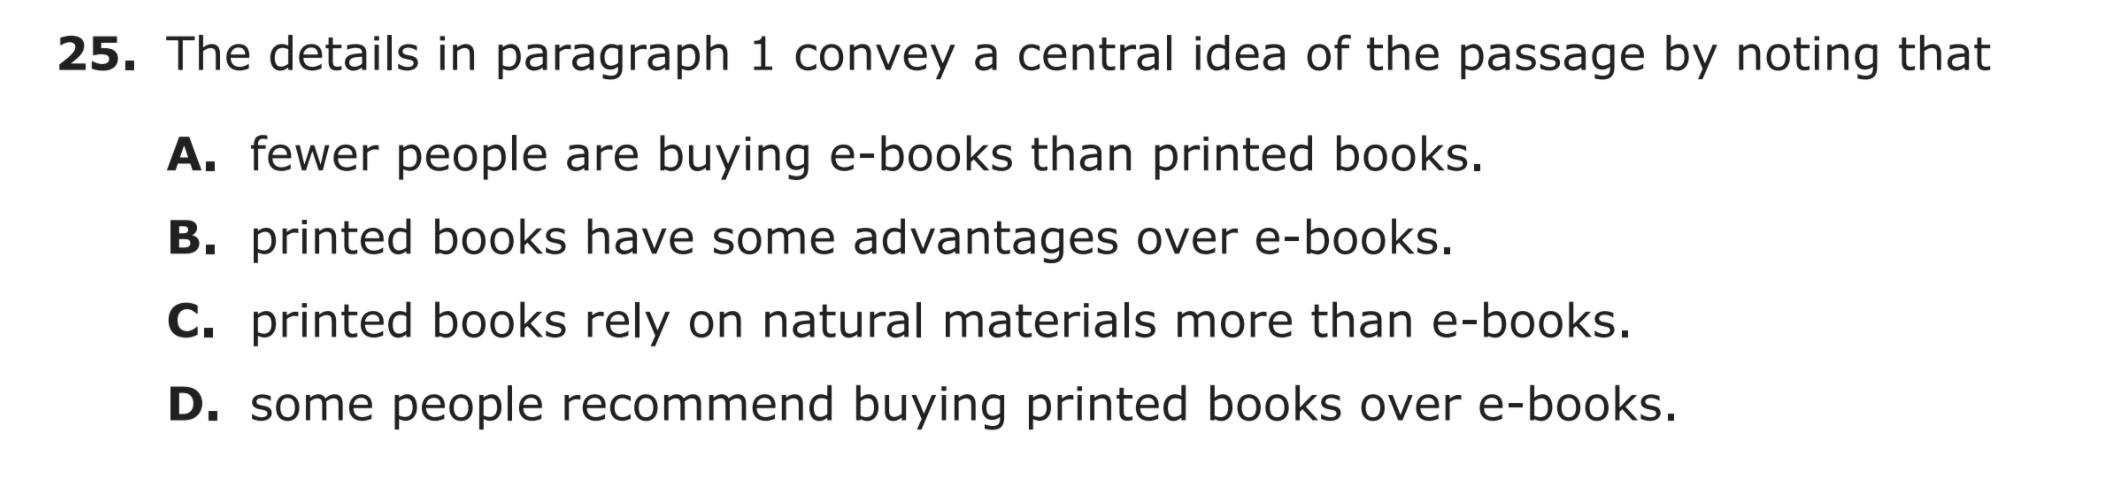 25. The details in paragraph 1 convey a central idea of the passage by noting that
A. fewer people are buying e-books than printed books.
B. printed books have some advantages over e-books.
C. printed books rely on natural materials more than e-books.
D. some people recommend buying printed books over e-books.